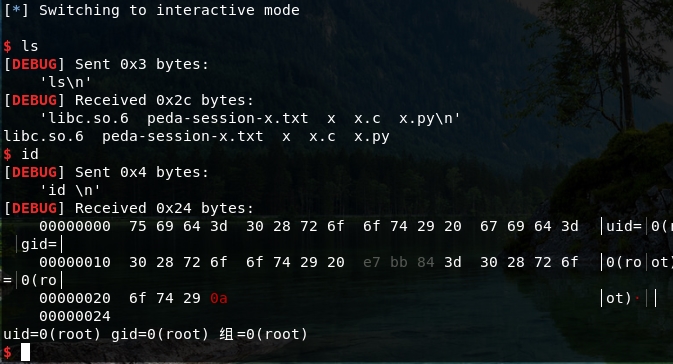 [*] Switching to interactive mode
$ ls
[DEBUG] Sent 0x3 bytes:
    'ls\n'
[DEBUG] Received 0x2c bytes:
    'libc.so.6  peda-session-x.txt  x  x.c  x.py\n'
libc.so.6  peda-session-x.txt  x  x.c  x.py
$ id
[DEBUG] Sent 0x4 bytes:
    'id \n'
[DEBUG] Received 0x24 bytes:
    00000000  75 69 64 3d  30 28 72 6f  6f 74 29 20  67 69 64 3d  │uid=│0(r
│gid=│
    00000010  30 28 72 6f  6f 74 29 20  e7 bb 84 3d  30 28 72 6f  │0(ro│ot)
=│0(ro│
    00000020  6f 74 29 0a                                         │ot)·││
    00000024
uid=0(root) gid=0(root) 组=0(root)
$